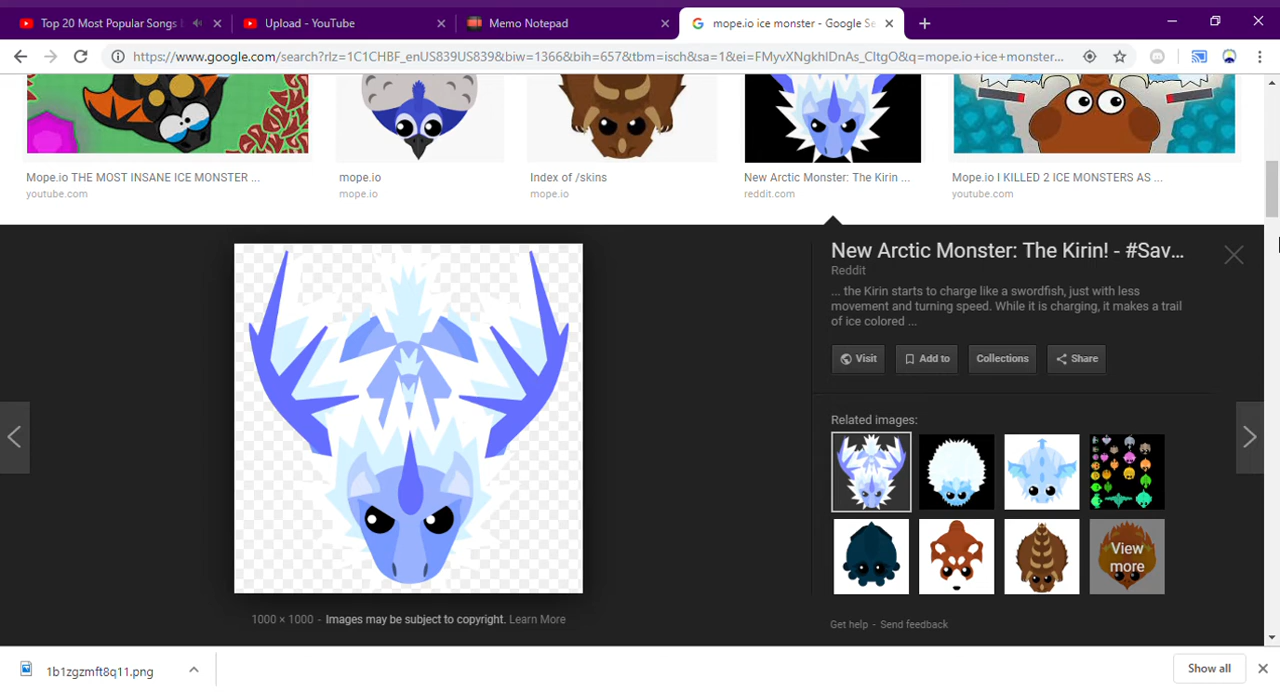 Top 20 Most Popular Songs
Upload - YouTube
Memo Notepad
mope.io ice monster - Google Se
https://www.google.com/search?rlz=1C1CHBF_enUS839US839&biw=1366&bih=657&tbm=isch&sa=1&ei=FMyvXNgkhIDnAs_CItgO&q=mope.io+ice+monster...
Mope.io THE MOST INSANE ICE MONSTER ...
youtube.com
mope.io
mope.io
Index of /skins
mope.io
New Arctic Monster: The Kirin ...
reddit.com
Mope.io I KILLED 2 ICE MONSTERS AS ...
youtube.com
New Arctic Monster: The Kirin! - #Sav...
Reddit
... the Kirin starts to charge like a swordfish, just with less
movement and turning speed. While it is charging, it makes a trail
of ice colored ...
Visit
Add to
Collections
Share
Related images:
View
more
1000 × 1000 - Images may be subject to copyright. Learn More
Get help - Send feedback
1b1zgzmft8q11.png
Show all